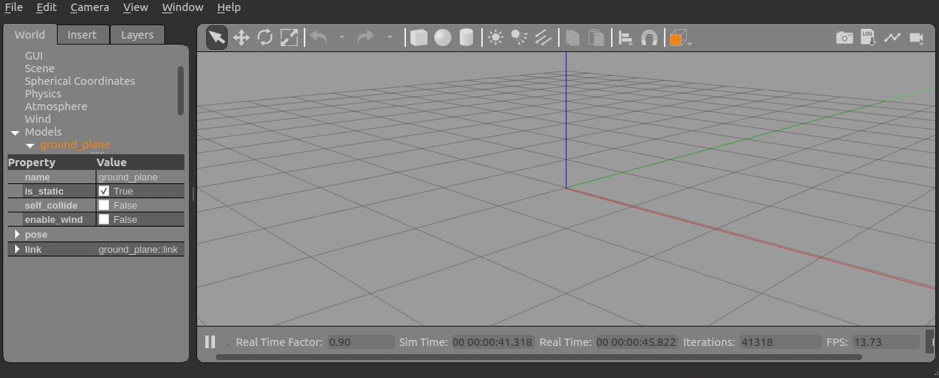 File Edit Camera View Window Help
World Insert Layers
GUI
Scene
Spherical Coordinates
Physics
Atmosphere
Wind
Models
ground_plane
Property Value
name ground_plane
is_static True
self_collide False
enable_wind False
pose
link ground_plane::link
LOG
Real Time Factor: 0.90 Sim Time: 00 00:00:41.318 Real Time: 00 00:00:45.822 Iterations: 41318 FPS: 13.73